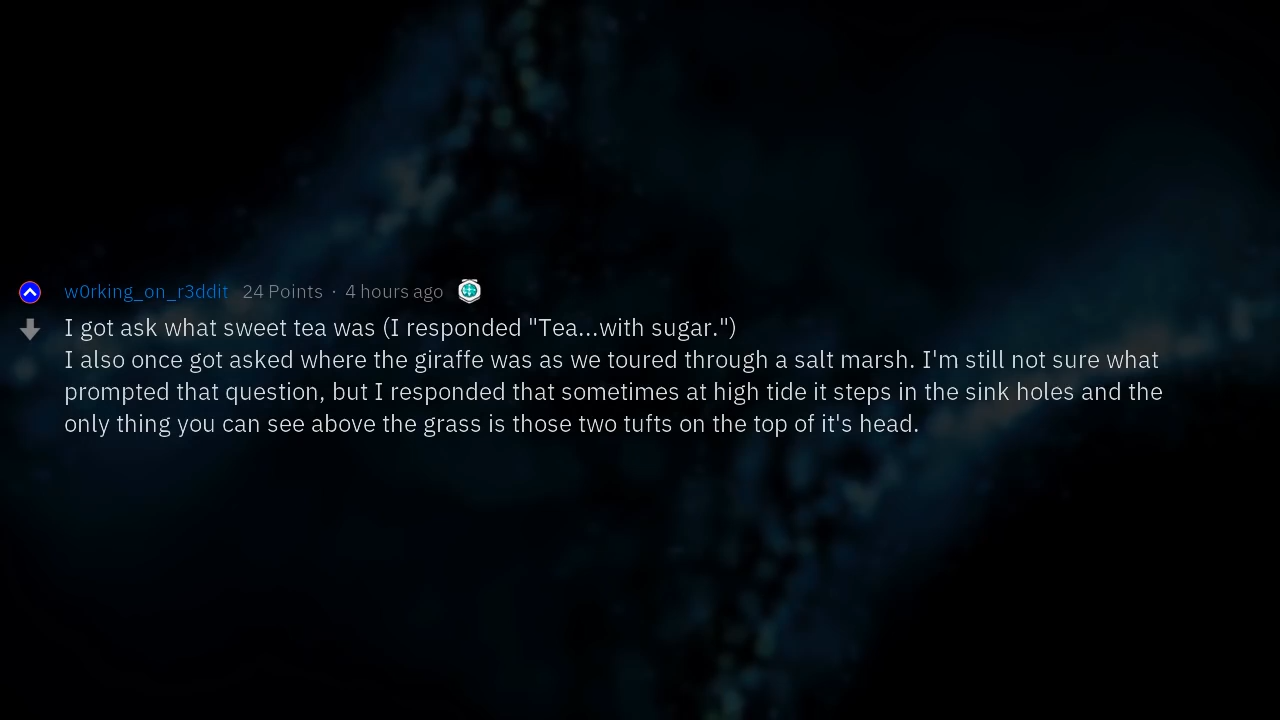 w0rking_on_r3ddit 24 Points · 4 hours ago
I got ask what sweet tea was (I responded "Tea...with sugar.")
I also once got asked where the giraffe was as we toured through a salt marsh. I'm still not sure what
prompted that question, but I responded that sometimes at high tide it steps in the sink holes and the
only thing you can see above the grass is those two tufts on the top of it's head.